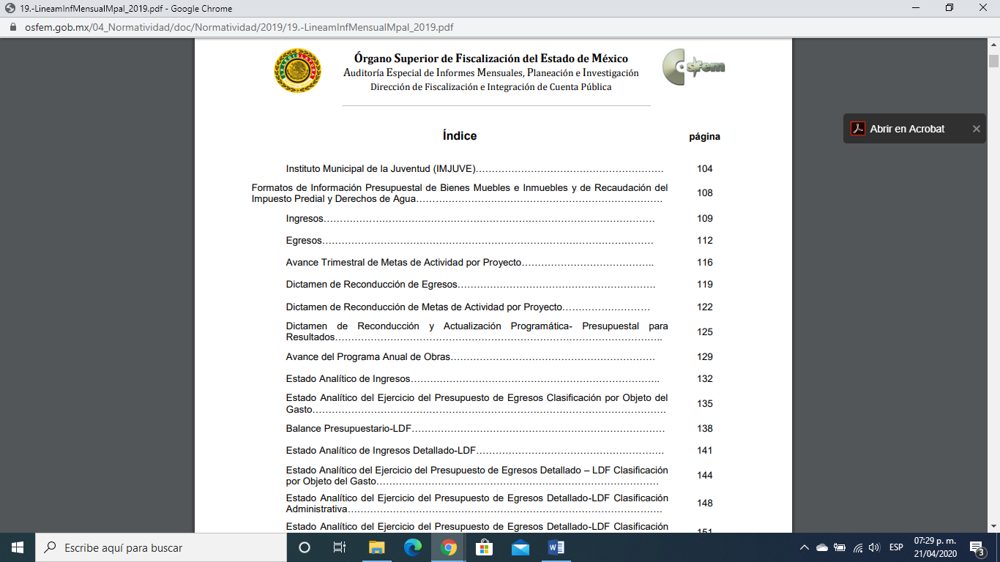 19.-LineamInfMensualMpal_2019.pdf - Google Chrome
osfem.gob.mx/04_Normatividad/doc/Normatividad/2019/19.-LineamInfMensualMpal_2019.pdf
Órgano Superior de Fiscalización del Estado de México
Auditoría Especial de Informes Mensuales, Planeación e Investigación
Dirección de Fiscalización e Integración de Cuenta Pública
osfem
Abrir en Acrobat
Índice página
Instituto Municipal de la Juventud (IMJUVE)………………………………………………… 104
Formatos de Información Presupuestal de Bienes Muebles e Inmuebles y de Recaudación del
Impuesto Predial y Derechos de Agua………………………………………………………………… 108
Ingresos………………………………………………………………………………………… 109
Egresos………………………………………………………………………………………… 112
Avance Trimestral de Metas de Actividad por Proyecto………………………………….. 116
Dictamen de Reconducción de Egresos……………………………………………………. 119
Dictamen de Reconducción de Metas de Actividad por Proyecto……………………… 122
Dictamen de Reconducción y Actualización Programática- Presupuestal para
Resultados……………………………………………………………………………………….. 125
Avance del Programa Anual de Obras……………………………………………………… 129
Estado Analítico de Ingresos………………………………………………………………….. 132
Estado Analítico del Ejercicio del Presupuesto de Egresos Clasificación por Objeto del
Gasto……………………………………………………………………………………………… 135
Balance Presupuestario-LDF…………………………………………………………………… 138
Estado Analítico de Ingresos Detallado-LDF………………………………………………… 141
Estado Analítico del Ejercicio del Presupuesto de Egresos Detallado – LDF Clasificación
por Objeto del Gasto…………………………………………………………………………… 144
Estado Analítico del Ejercicio del Presupuesto de Egresos Detallado-LDF Clasificación
Administrativa…………………………………………………………………………………… 148
Estado Analítico del Ejercicio del Presupuesto de Egresos Detallado-LDF Clasificación 151
Escribe aquí para buscar
ESP
07:29 p. m.
21/04/2020
3